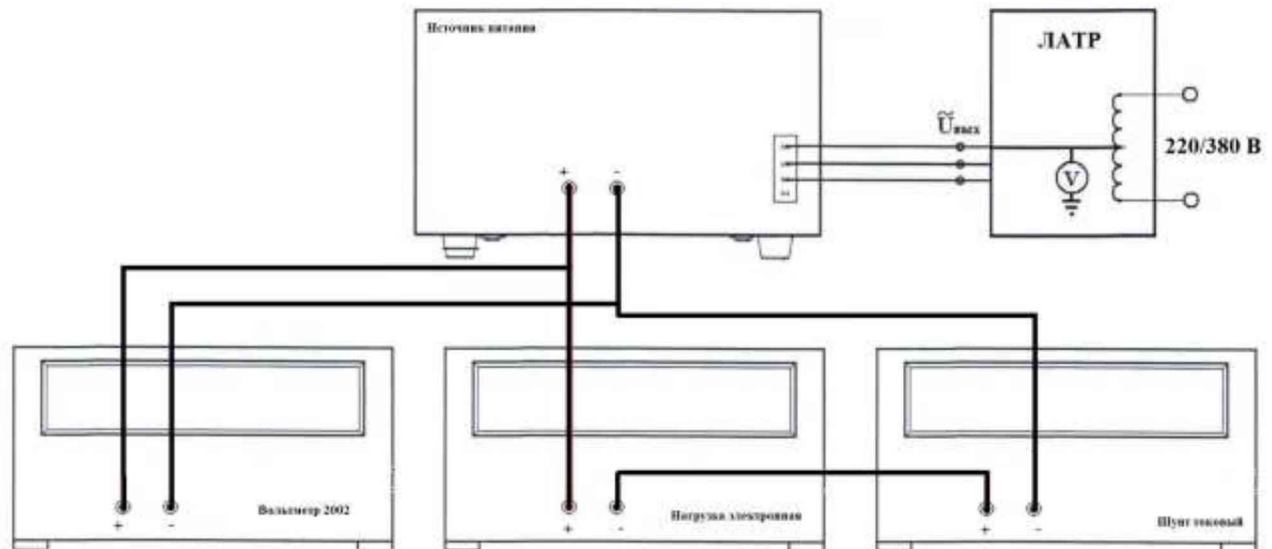 Источник питания
ЛАТР
Ũвых
220/380 В
+ -
V
Вольтметр 2002
+ -
Нагрузка электронная
+ -
Шунт токовый
+ -